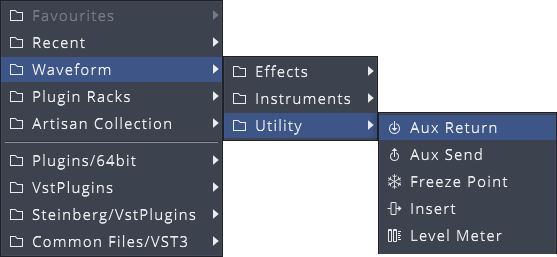 Favourites
Recent
Waveform
Plugin Racks
Artisan Collection
Plugins/64bit
VstPlugins
Steinberg/VstPlugins
Common Files/VST3
Effects
Instruments
Utility
Aux Return
Aux Send
Freeze Point
Insert
Level Meter